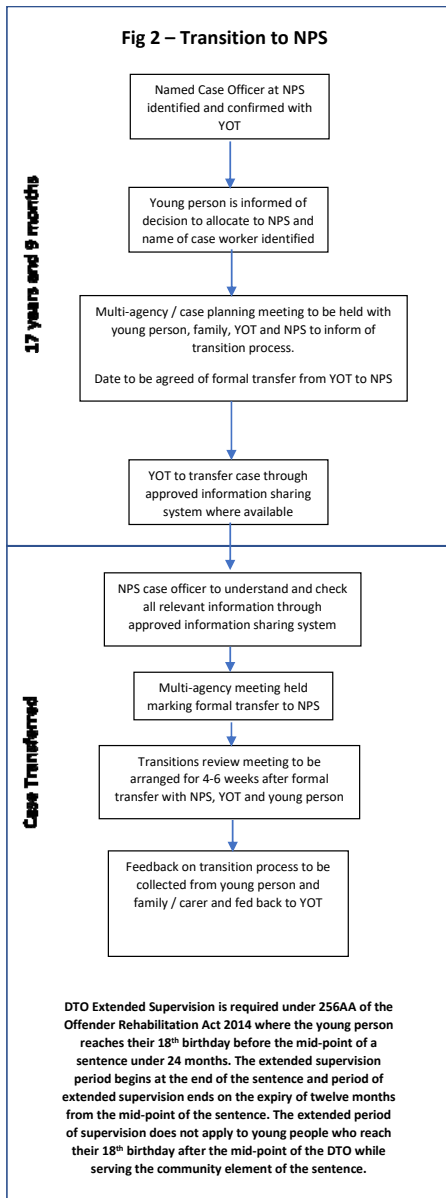 Fig 2 – Transition to NPS
17 years and 9 months
Named Case Officer at NPS
identified and confirmed with
YOT
Young person is informed of
decision to allocate to NPS and
name of case worker identified
Multi-agency / case planning meeting to be held with
young person, family, YOT and NPS to inform of
transition process.
Date to be agreed of formal transfer from YOT to NPS
YOT to transfer case through
approved information sharing
system where available
Case Transferred
NPS case officer to understand and check
all relevant information through
approved information sharing system
Multi-agency meeting held
marking formal transfer to NPS
Transitions review meeting to be
arranged for 4-6 weeks after formal
transfer with NPS, YOT and young person
Feedback on transition process to be
collected from young person and
family / carer and fed back to YOT
DTO Extended Supervision is required under 256AA of the
Offender Rehabilitation Act 2014 where the young person
reaches their 18th birthday before the mid-point of a
sentence under 24 months. The extended supervision
period begins at the end of the sentence and period of
extended supervision ends on the expiry of twelve months
from the mid-point of the sentence. The extended period
of supervision does not apply to young people who reach
their 18th birthday after the mid-point of the DTO while
serving the community element of the sentence.